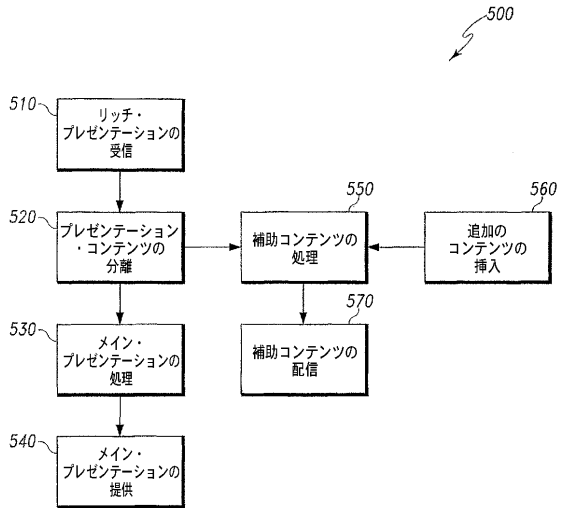 500
510
リッチ・
プレゼンテーションの
受信
520
プレゼンテーション
・コンテンツの
分離
550
補助コンテンツの
処理
560
追加の
コンテンツの
挿入
530
メイン・
プレゼンテーションの
処理
570
補助コンテンツの
配信
540
メイン・
プレゼンテーションの
提供